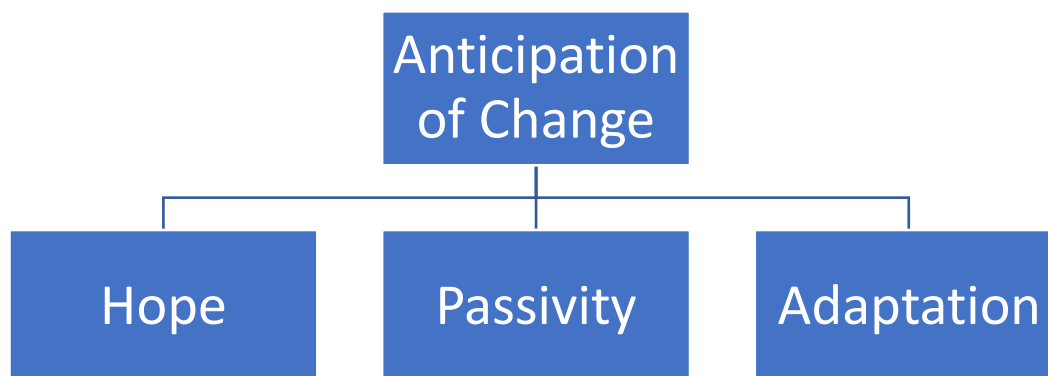 Anticipation
of Change
Hope
Passivity
Adaptation